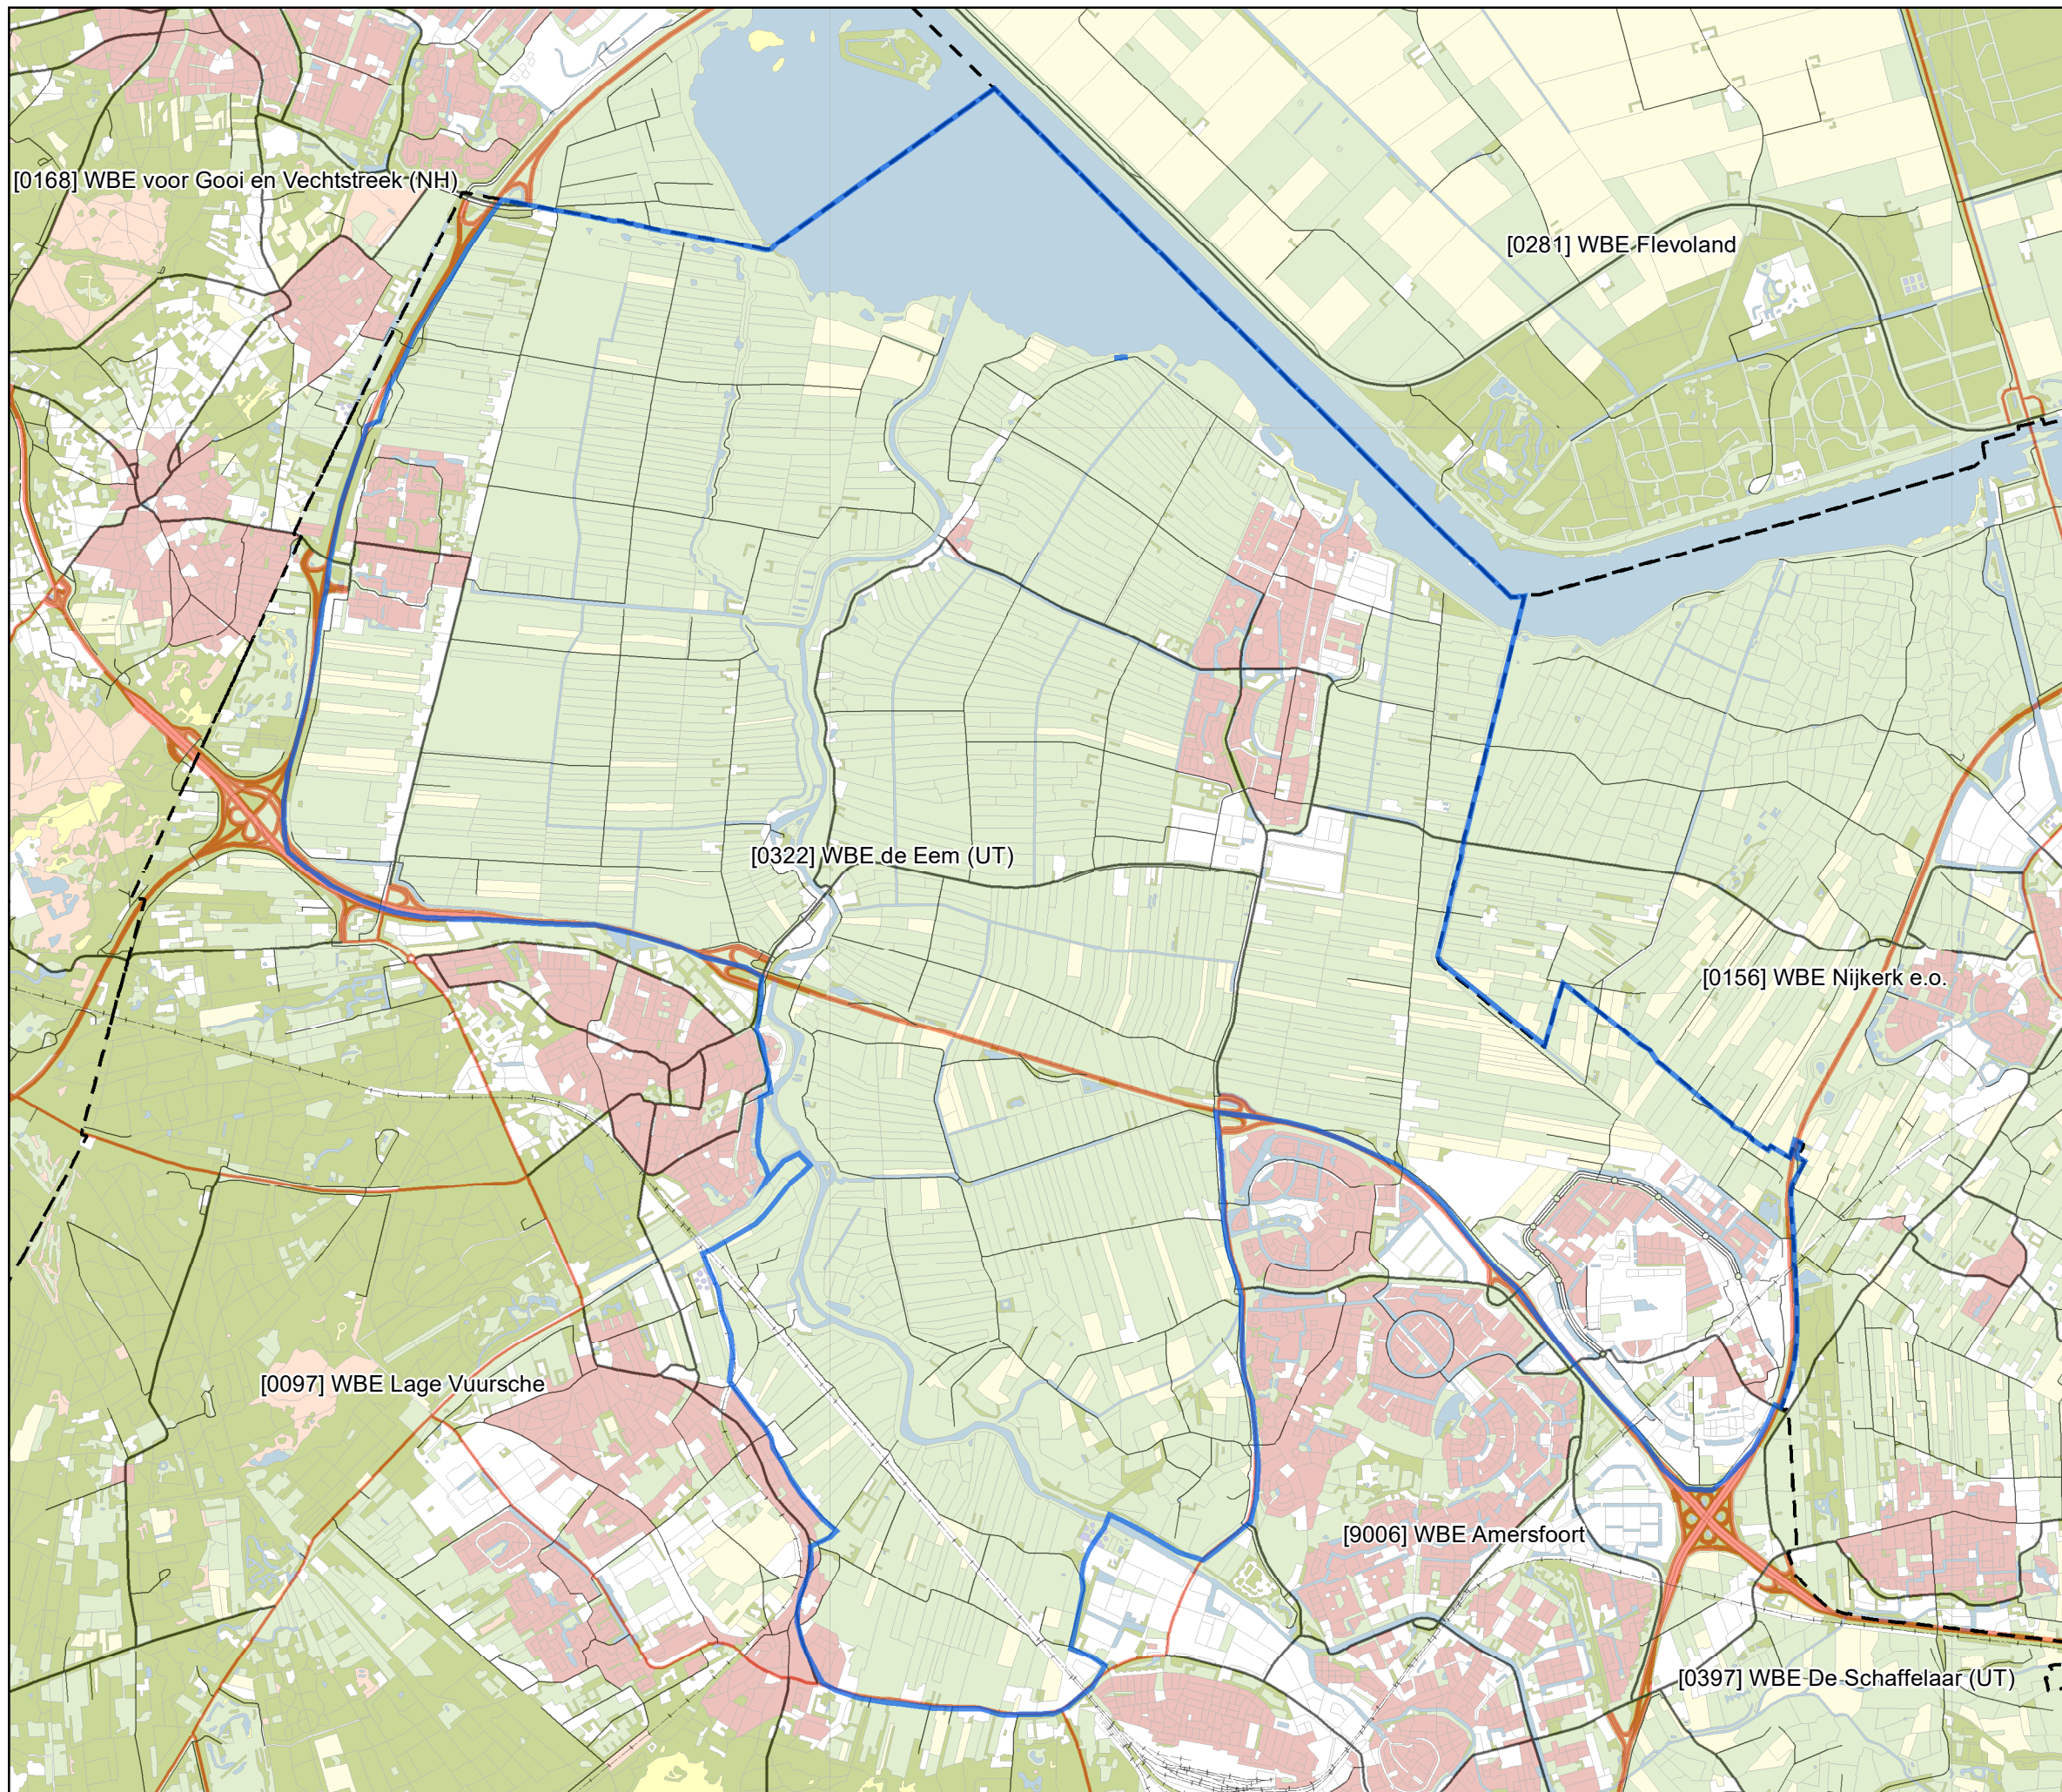 [0168] WBE voor Gooi en Vechtstreek (NH)
[0281] WBE Flevoland
[0322] WBE de Eem (UT)
[0156] WBE Nijkerk e.o.
[0097] WBE Lage Vuursche
[9006] WBE Amersfoort
[0397] WBE De Schaffelaar (UT)